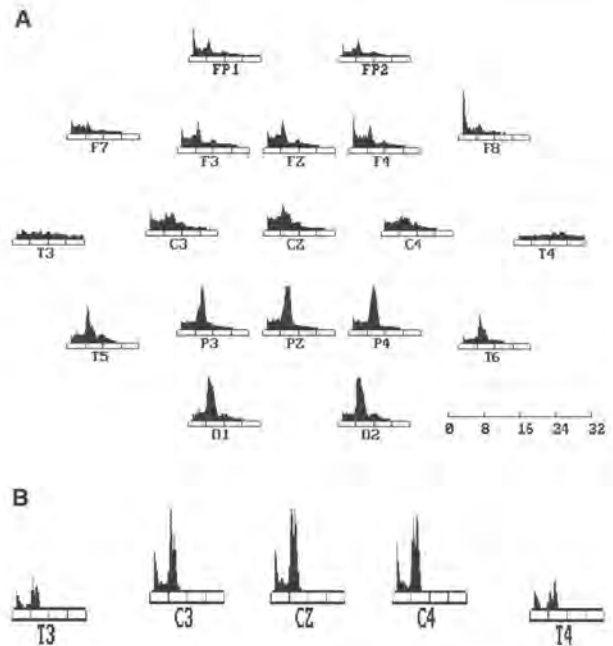 A
FP1 FP2
F7 F3 FZ F4 F8
T3 C3 CZ C4 T4
T5 P3 PZ P4 T6
O1 O2
0 8 16 24 32
B
T3 C3 CZ C4 T4